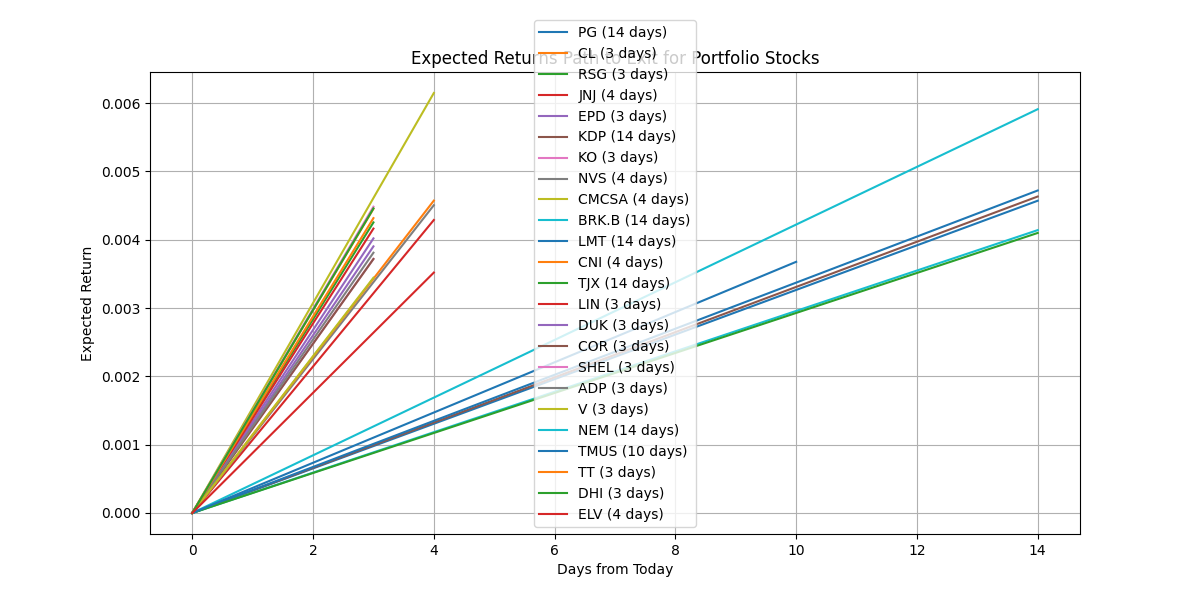 Expected Returns Path to Exit for Portfolio Stocks
PG (14 days)
CL (3 days)
RSG (3 days)
JNJ (4 days)
EPD (3 days)
KDP (14 days)
KO (3 days)
NVS (4 days)
CMCSA (4 days)
BRK.B (14 days)
LMT (14 days)
CNI (4 days)
TJX (14 days)
LIN (3 days)
DUK (3 days)
COR (3 days)
SHEL (3 days)
ADP (3 days)
V (3 days)
NEM (14 days)
TMUS (10 days)
TT (3 days)
DHI (3 days)
ELV (4 days)
Expected Return
0.006
0.005
0.004
0.003
0.002
0.001
0.000
0
2
4
6
8
10
12
14
Days from Today